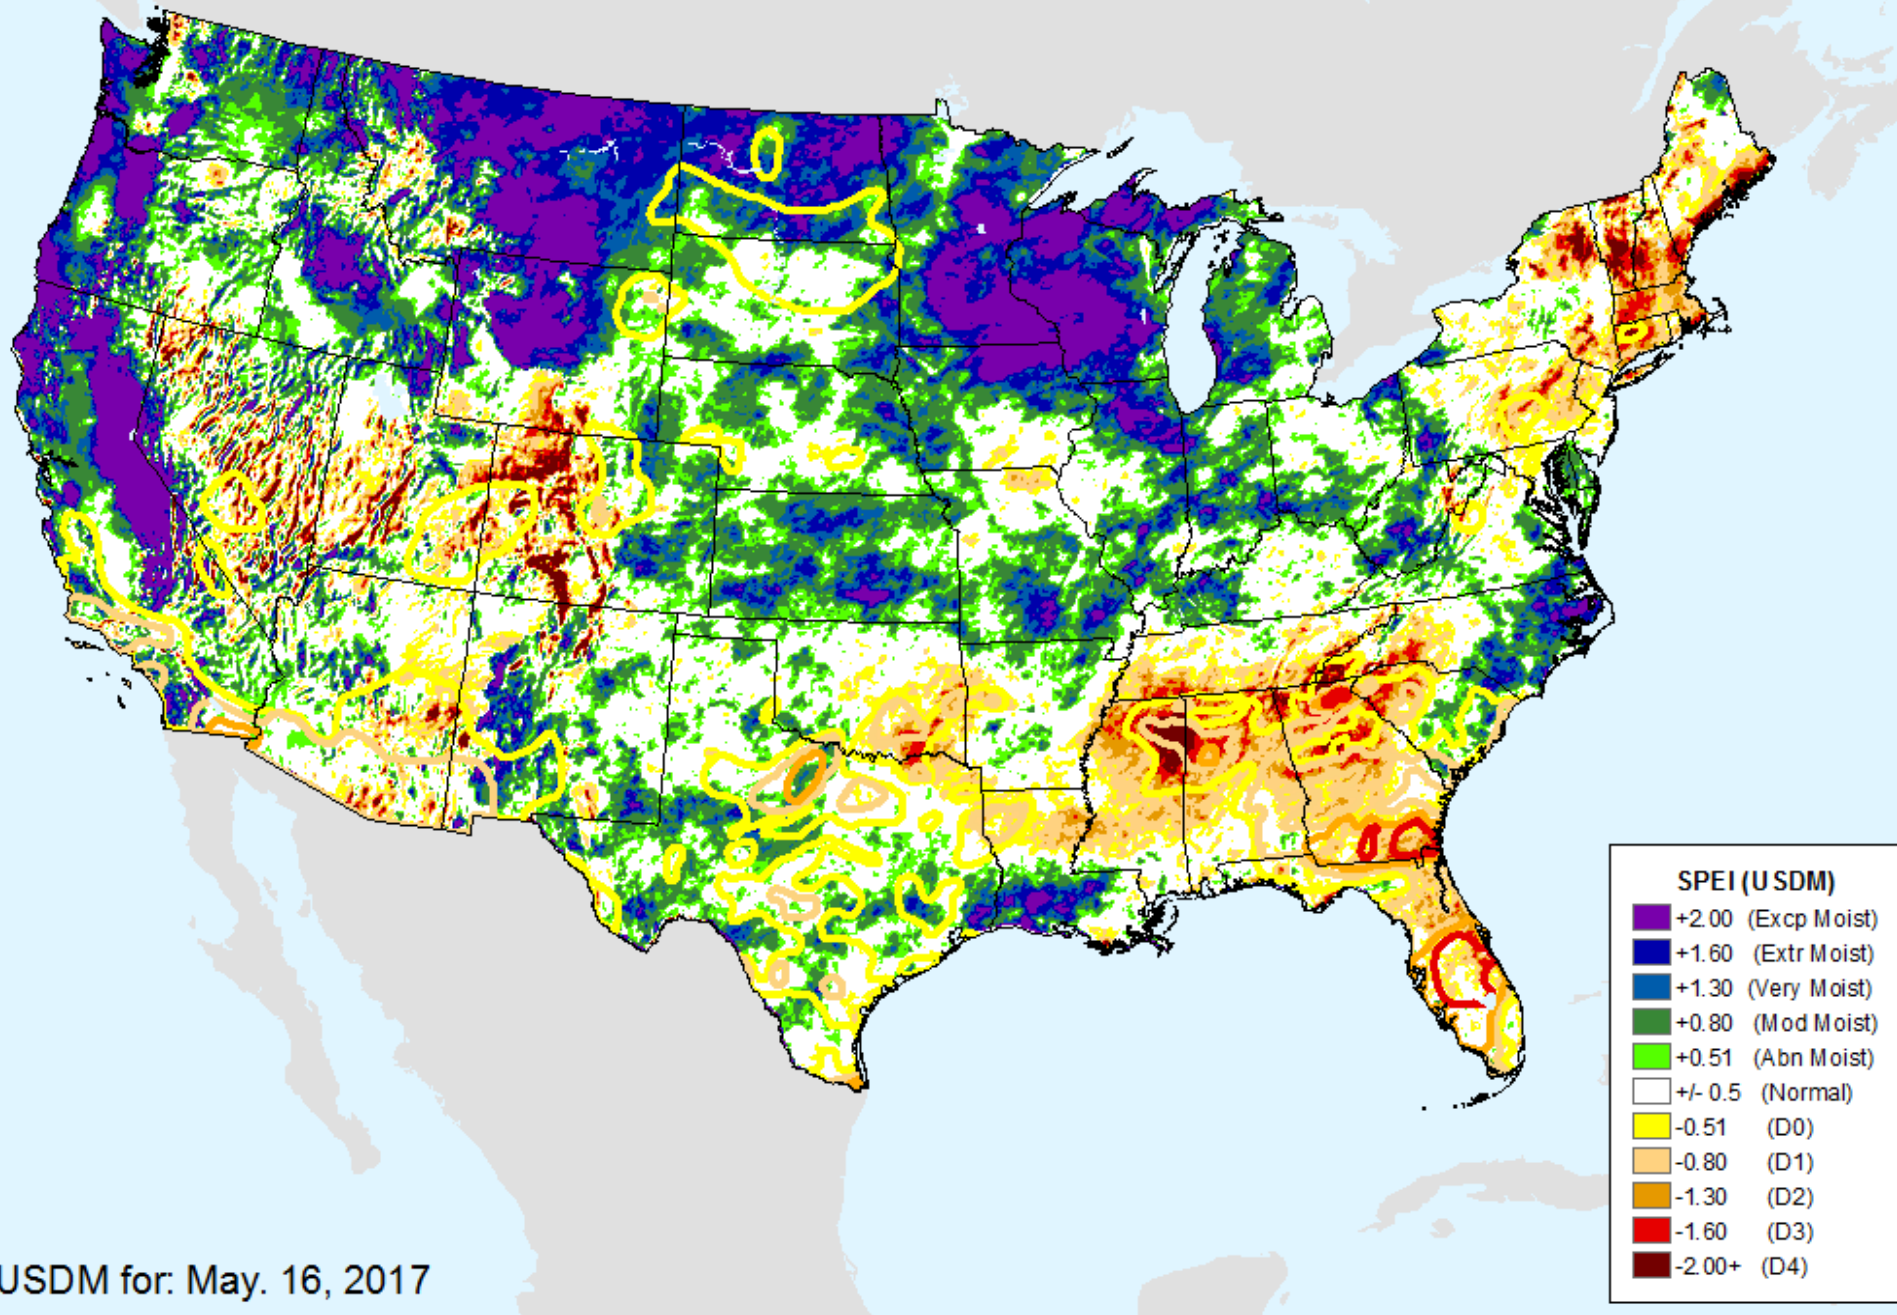 SPEI (USDM)
+2.00 (Excp Moist)
+1.60 (Extr Moist)
+1.30 (Very Moist)
+0.80 (Mod Moist)
+0.51 (Abn Moist)
+/- 0.5 (Normal)
-0.51 (D0)
-0.80 (D1)
-1.30 (D2)
-1.60 (D3)
-2.00+ (D4)
USDM for: May. 16, 2017